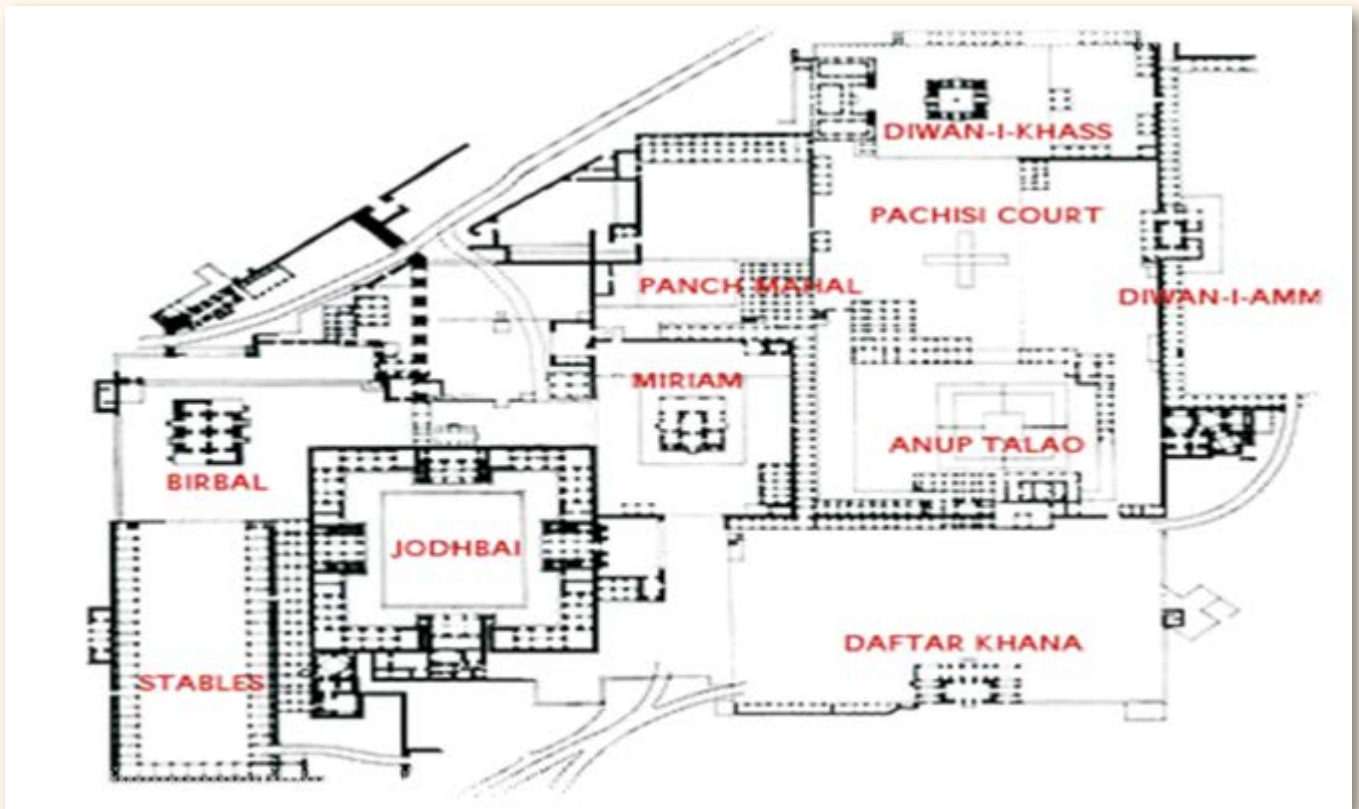 DIWAN-I-KHASS
PACHISI COURT
PANCH MAHAL
DIWAN-I-AMM
MIRIAM
ANUP TALAO
BIRBAL
JODHBAI
DAFTAR KHANA
STABLES